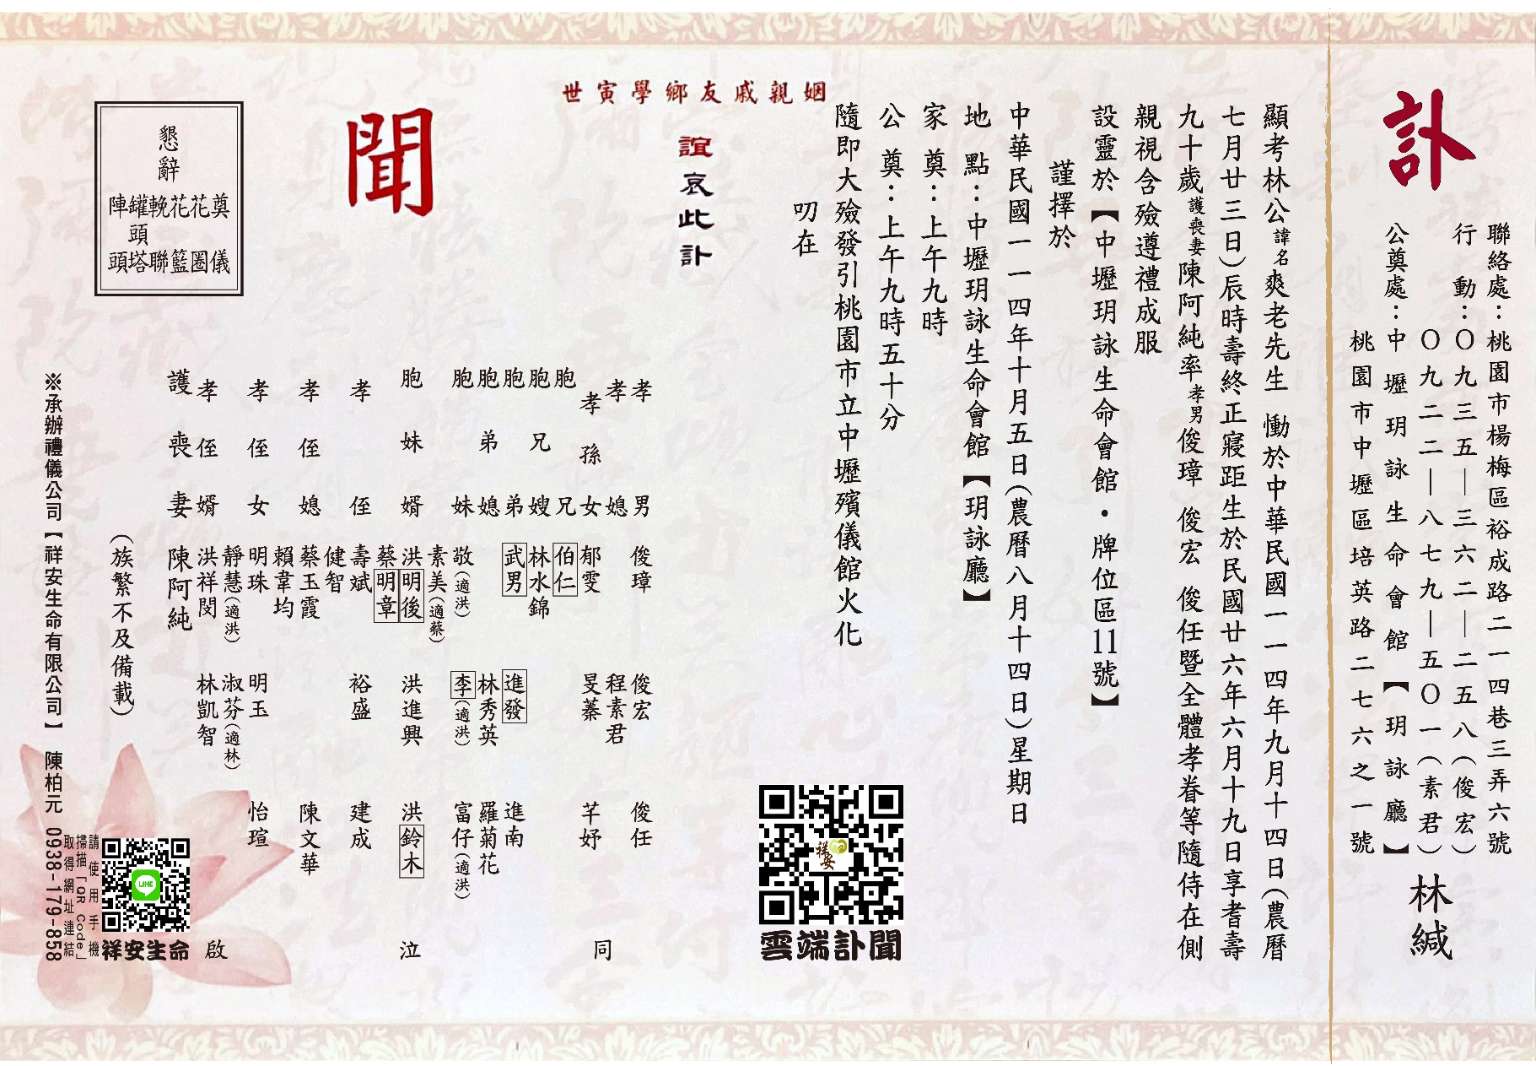 訃
聯絡處：桃園市楊梅區裕成路二一四巷三弄六號
行　動：〇九三五—三六二—二五八（俊宏）
〇九二二—八七九—五〇一（素君）
公奠處：中壢玥詠生命會館【玥詠廳】
桃園市中壢區培英路二七六之一號
林緘
顯考林公諱名爽老先生 慟於中華民國一一四年九月十四日（農曆
七月廿三日）辰時壽終正寢距生於民國廿六年六月十九日享耆壽
九十歲護喪妻陳阿純率孝男俊璋 俊宏 俊任暨全體孝眷等隨侍在側
親視含殮遵禮成服
設靈於【中壢玥詠生命會館・牌位區11號】
謹擇於
中華民國一一四年十月五日（農曆八月十四日）星期日
地　點：中壢玥詠生命會館【玥詠廳】
家　奠：上午九時
公　奠：上午九時五十分
隨即大殮發引桃園市立中壢殯儀館火化
叨在
姻親戚友鄉學寅世
誼哀此訃
聞
孝男 俊璋 俊宏 俊任
孝媳 程素君
孝孫女 郁雯 旻蓁 芊妤
胞兄 伯仁
胞兄嫂 林水錦
胞弟 武男 進發 進南
胞弟媳 林秀英 羅菊花
胞妹 敬（適洪） 李（適洪） 富仔（適洪）
素美（適蔡）
胞妹婿 洪明後 洪進興 洪鈴木
蔡明章
孝侄 壽斌 裕盛 建成
健智
孝侄媳 蔡玉霞 陳文華
賴韋均
孝侄女 明珠 明玉 怡瑄
靜慧（適洪） 淑芬（適林）
孝侄婿 洪祥閔 林凱智
護喪妻 陳阿純
同泣啟
（族繁不及備載）
懇辭
奠儀
花圈
花籃
輓聯
罐頭塔
陣頭
※承辦禮儀公司【祥安生命有限公司】 陳柏元 0938-179-858
請使用手機
掃描「QR Code」
取得網址連結
LINE
祥安生命
祥安
雲端訃聞